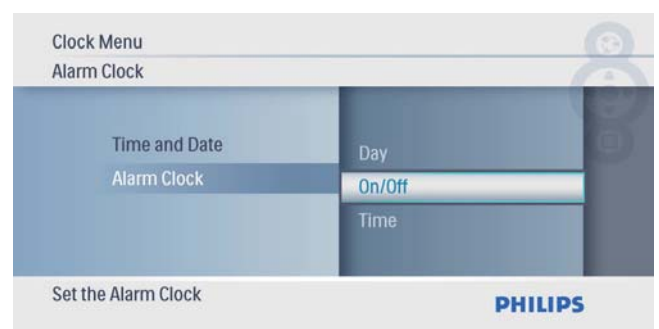 Clock Menu
Alarm Clock
Time and Date
Alarm Clock
Day
On/Off
Time
Set the Alarm Clock
PHILIPS